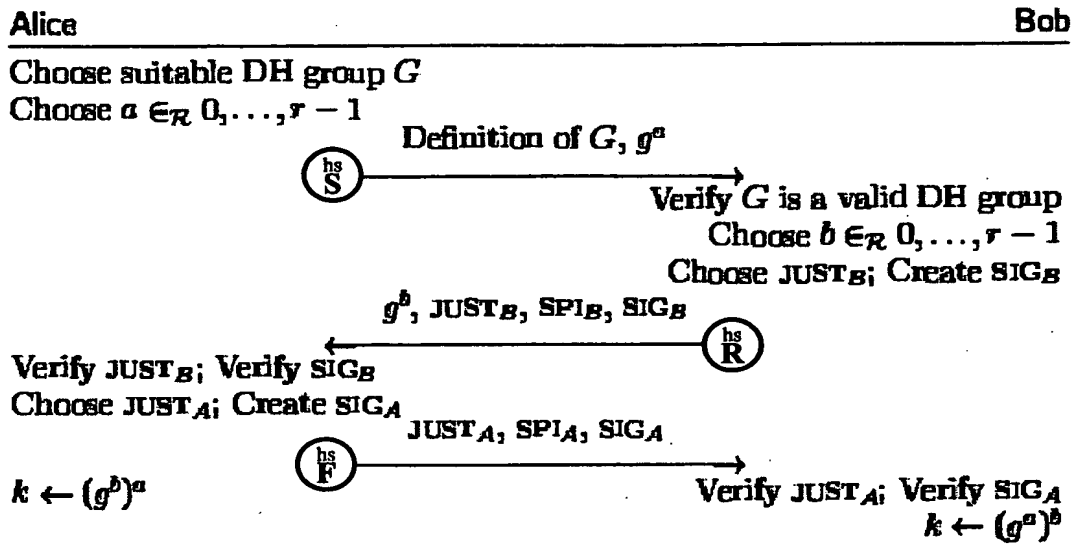 Alice Bob
Choose suitable DH group G
Choose a ∈_R 0,...,r − 1
Definition of G, g^a
hs
S
Verify G is a valid DH group
Choose b ∈_R 0,...,r − 1
Choose JUST_B; Create SIG_B
g^b, JUST_B, SPI_B, SIG_B
hs
R
Verify JUST_B; Verify SIG_B
Choose JUST_A; Create SIG_A
JUST_A, SPI_A, SIG_A
hs
F
k ← (g^b)^a
Verify JUST_A; Verify SIG_A
k ← (g^a)^b